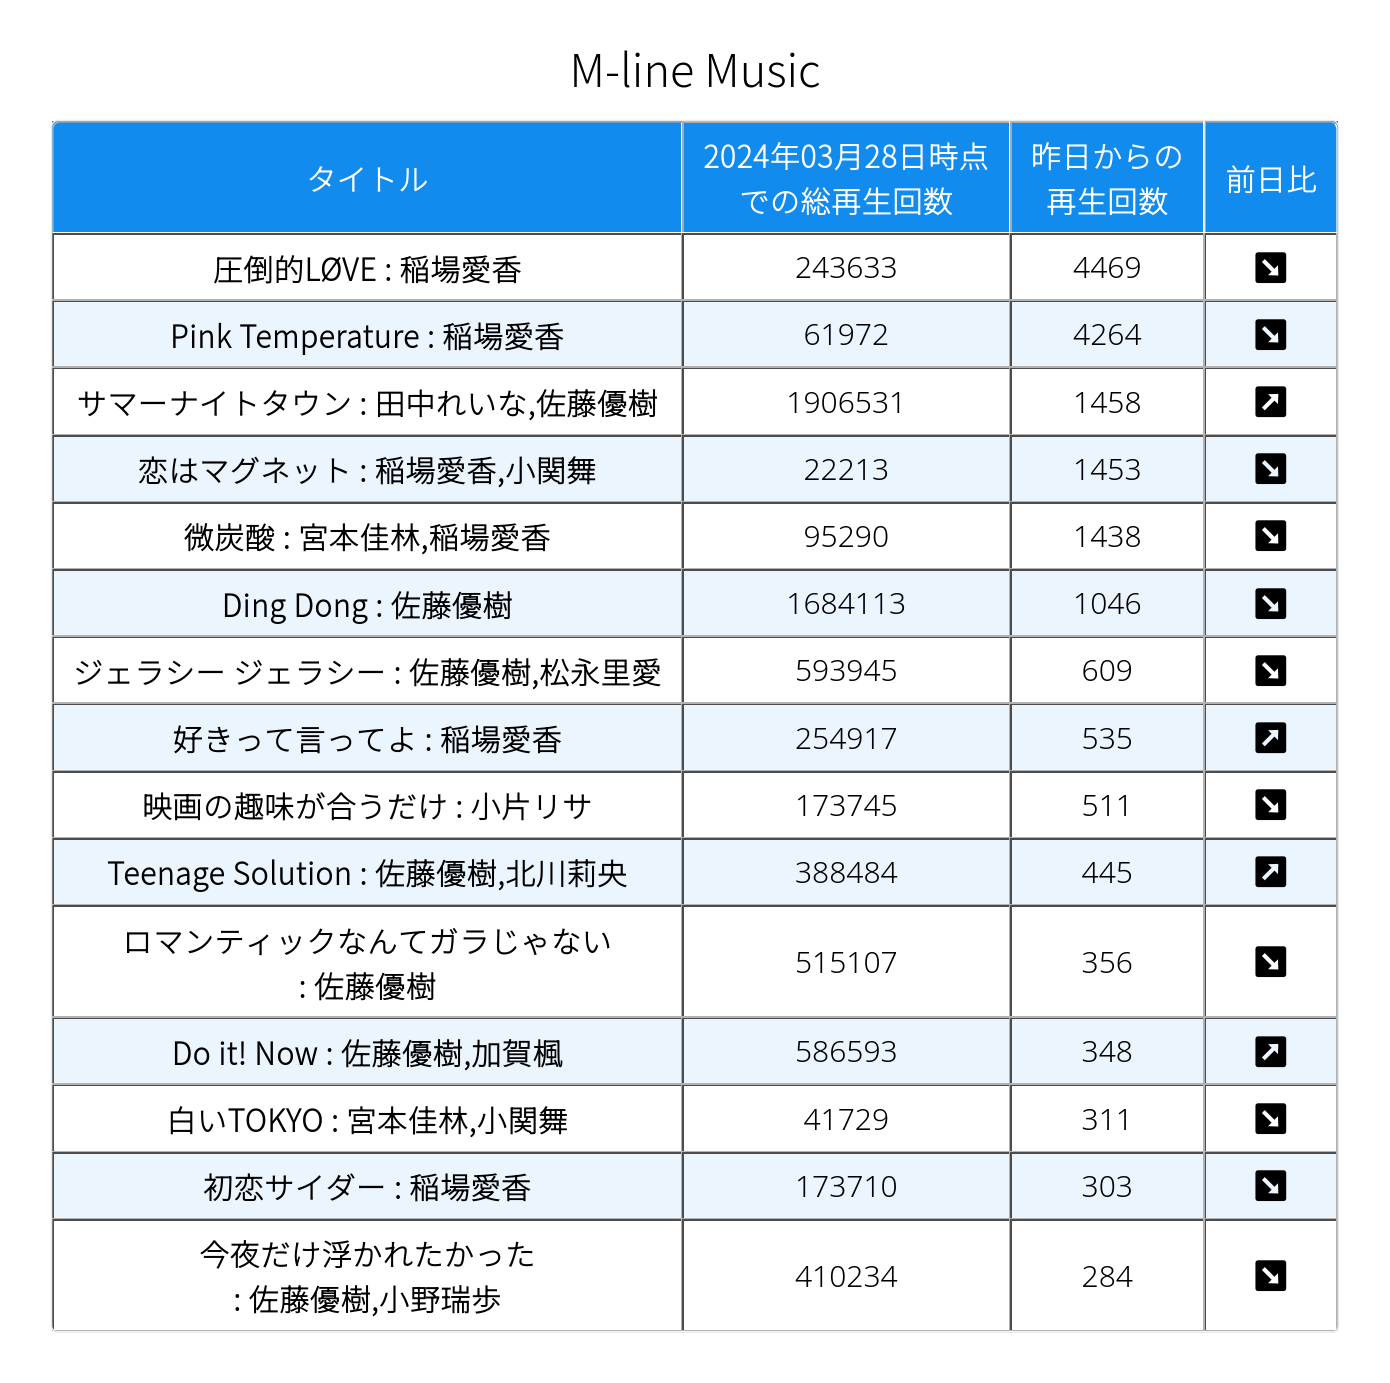 M-line Music
タイトル 2024年03月28日時点 昨日からの 前日比
での総再生回数 再生回数
圧倒的LØVE : 稲場愛香 243633 4469 ↘
Pink Temperature : 稲場愛香 61972 4264 ↘
サマーナイトタウン : 田中れいな,佐藤優樹 1906531 1458 ↗
恋はマグネット : 稲場愛香,小関舞 22213 1453 ↘
微炭酸 : 宮本佳林,稲場愛香 95290 1438 ↘
Ding Dong : 佐藤優樹 1684113 1046 ↘
ジェラシー ジェラシー : 佐藤優樹,松永里愛 593945 609 ↘
好きって言ってよ : 稲場愛香 254917 535 ↗
映画の趣味が合うだけ : 小片リサ 173745 511 ↘
Teenage Solution : 佐藤優樹,北川莉央 388484 445 ↗
ロマンティックなんてガラじゃない
: 佐藤優樹 515107 356 ↘
Do it! Now : 佐藤優樹,加賀楓 586593 348 ↗
白いTOKYO : 宮本佳林,小関舞 41729 311 ↘
初恋サイダー : 稲場愛香 173710 303 ↘
今夜だけ浮かれたかった
: 佐藤優樹,小野瑞歩 410234 284 ↘